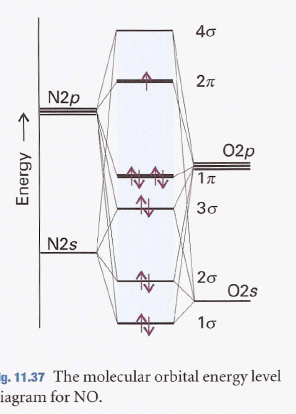 4σ
2π
N2p
O2p
1π
3σ
N2s
2σ
O2s
1σ
Energy
g. 11.37 The molecular orbital energy level
iagram for NO.